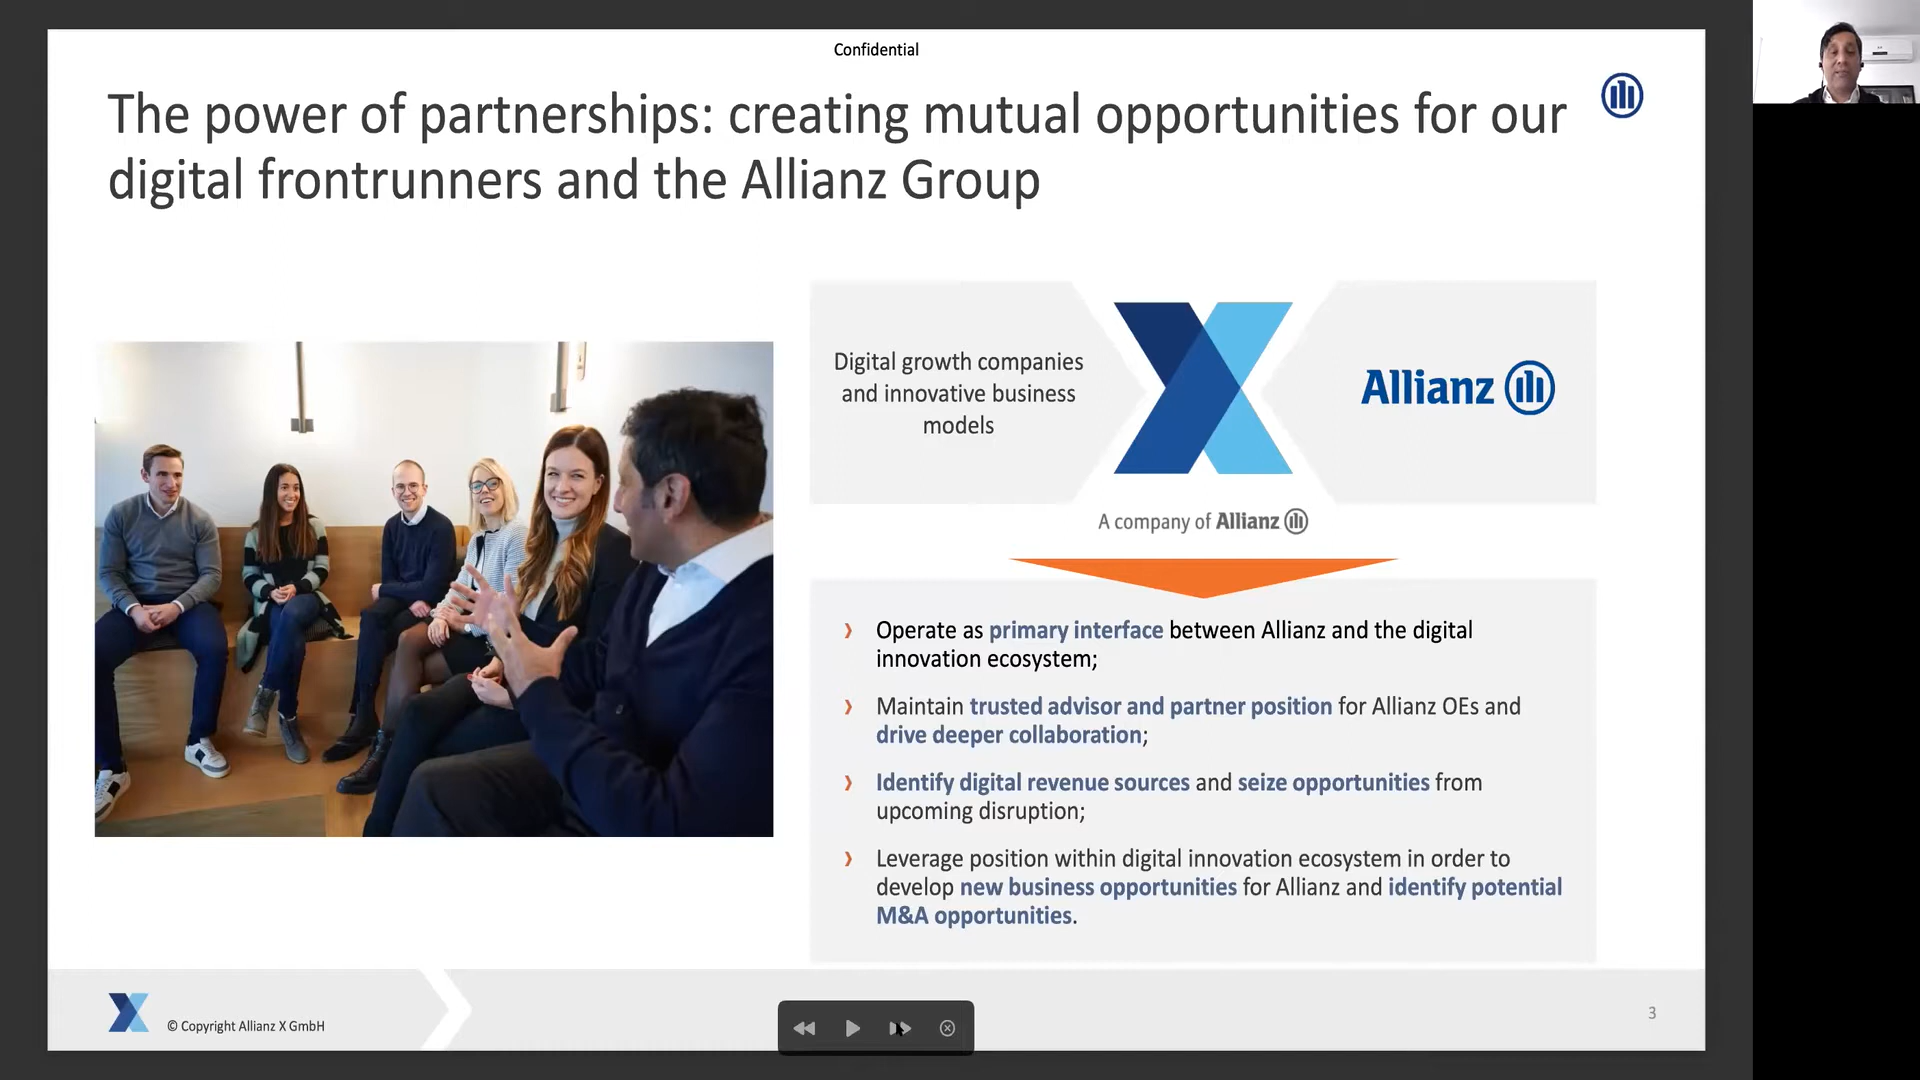 Confidential
The power of partnerships: creating mutual opportunities for our
digital frontrunners and the Allianz Group
Digital growth companies
and innovative business
models
Allianz
A company of Allianz
› Operate as primary interface between Allianz and the digital
innovation ecosystem;
› Maintain trusted advisor and partner position for Allianz OEs and
drive deeper collaboration;
› Identify digital revenue sources and seize opportunities from
upcoming disruption;
› Leverage position within digital innovation ecosystem in order to
develop new business opportunities for Allianz and identify potential
M&A opportunities.
© Copyright Allianz X GmbH
3